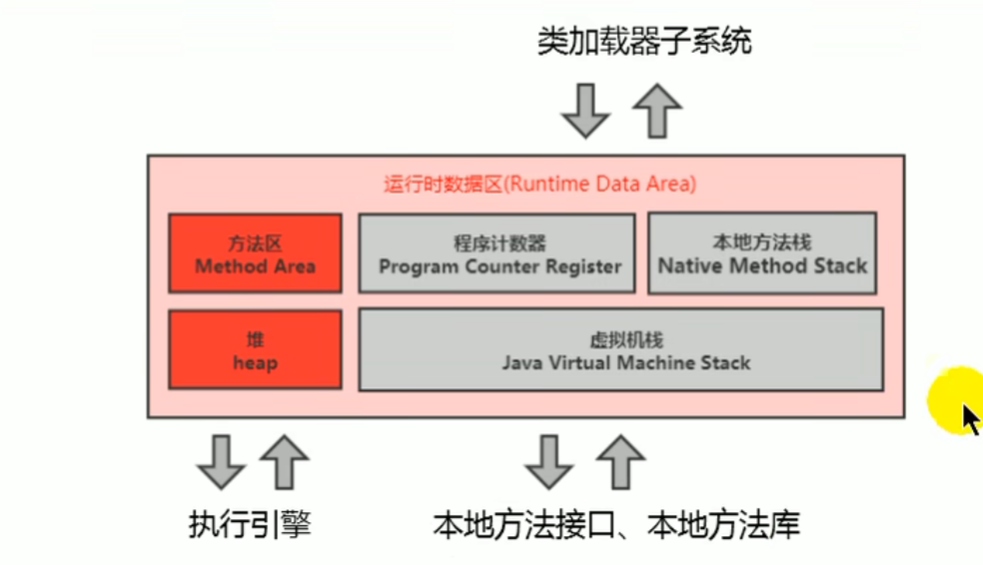 类加载器子系统
运行时数据区(Runtime Data Area)
方法区
Method Area
程序计数器
Program Counter Register
本地方法栈
Native Method Stack
堆
heap
虚拟机栈
Java Virtual Machine Stack
执行引擎
本地方法接口、本地方法库